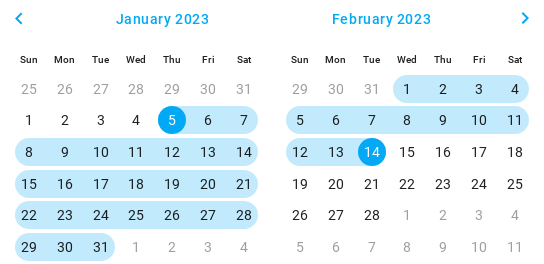 January 2023
Sun Mon Tue Wed Thu Fri Sat
25 26 27 28 29 30 31
1 2 3 4 5 6 7
8 9 10 11 12 13 14
15 16 17 18 19 20 21
22 23 24 25 26 27 28
29 30 31 1 2 3 4
February 2023
Sun Mon Tue Wed Thu Fri Sat
29 30 31 1 2 3 4
5 6 7 8 9 10 11
12 13 14 15 16 17 18
19 20 21 22 23 24 25
26 27 28 1 2 3 4
5 6 7 8 9 10 11